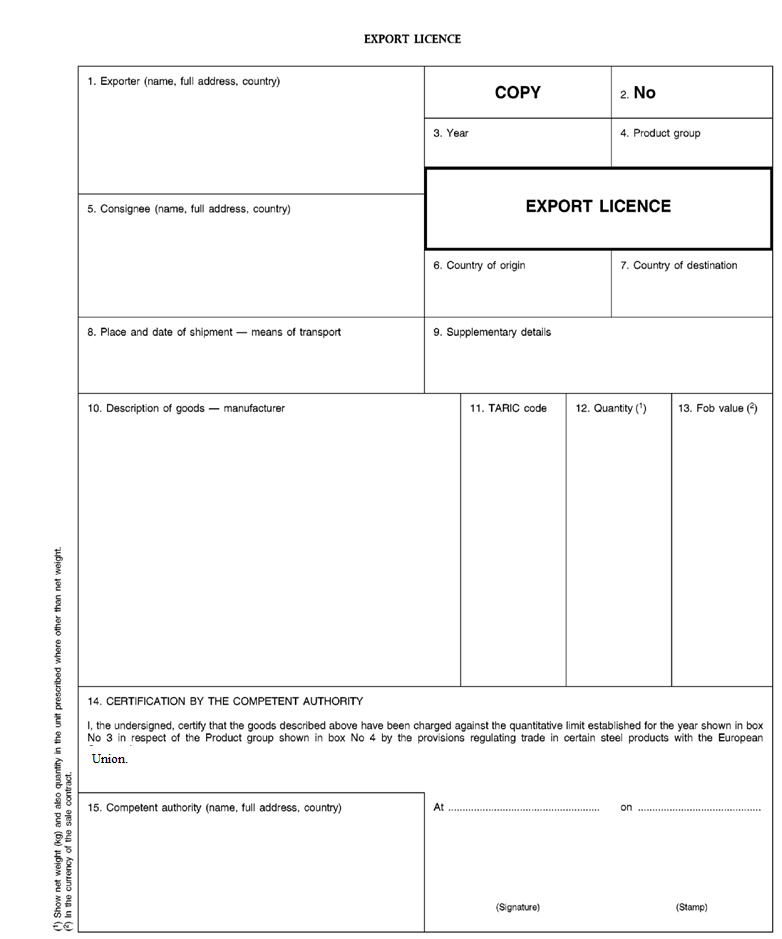 EXPORT LICENCE
1. Exporter (name, full address, country)
COPY
2. No
3. Year
4. Product group
EXPORT LICENCE
5. Consignee (name, full address, country)
6. Country of origin
7. Country of destination
8. Place and date of shipment — means of transport
9. Supplementary details
10. Description of goods — manufacturer
11. TARIC code
12. Quantity (1)
13. Fob value (2)
14. CERTIFICATION BY THE COMPETENT AUTHORITY
I, the undersigned, certify that the goods described above have been charged against the quantitative limit established for the year shown in box
No 3 in respect of the Product group shown in box No 4 by the provisions regulating trade in certain steel products with the European
Union.
15. Competent authority (name, full address, country)
At .................................................... on ..........................................
(Signature)
(Stamp)
(1) Show net weight (kg) and also quantity in the unit prescribed where other than net weight.
(2) In the currency of the sale contract.